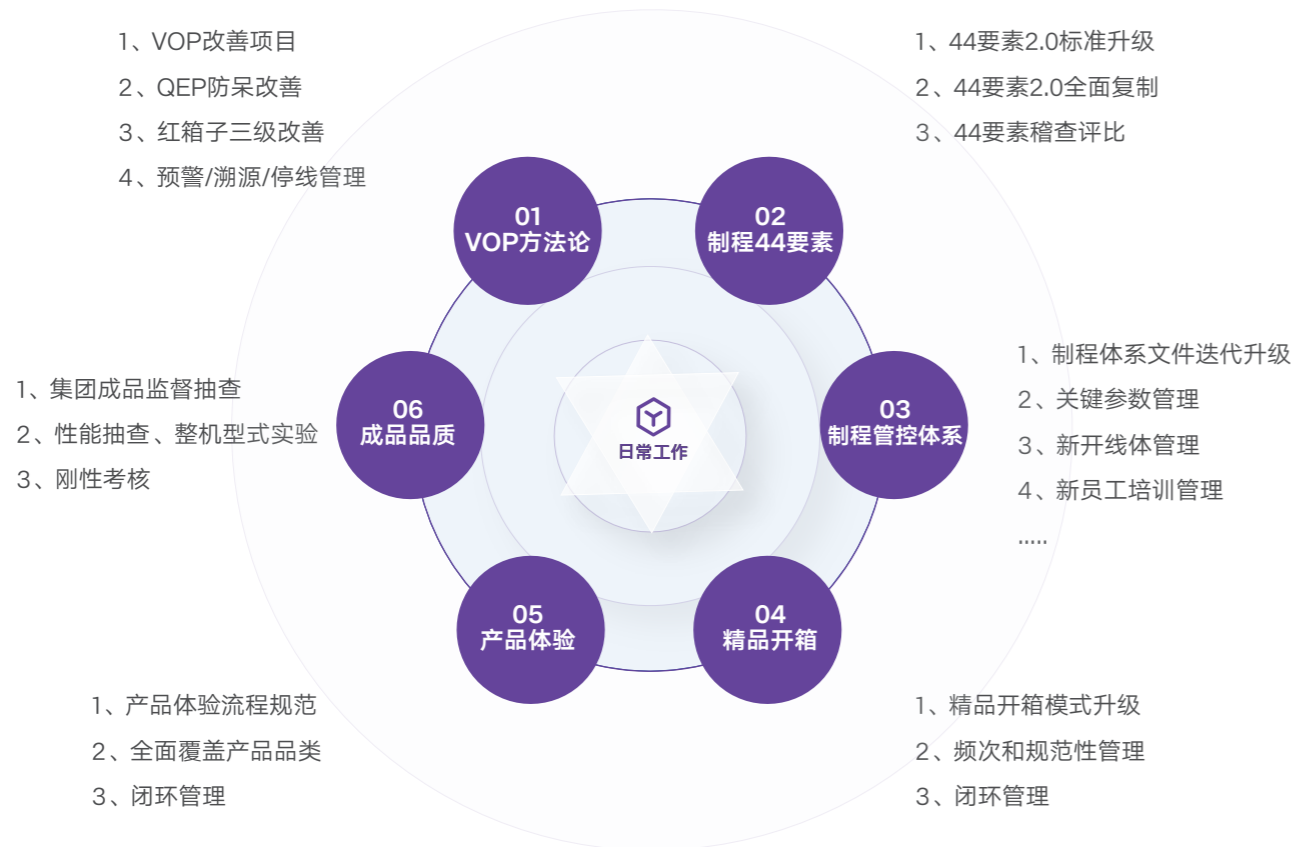 1、VOP改善项目
2、QEP防呆改善
3、红箱子三级改善
4、预警/溯源/停线管理
1、44要素2.0标准升级
2、44要素2.0全面复制
3、44要素稽查评比
01
VOP方法论
02
制程44要素
1、集团成品监督抽查
2、性能抽查、整机型式实验
3、刚性考核
06
成品品质
日常工作
03
制程管控体系
1、制程体系文件迭代升级
2、关键参数管理
3、新开线体管理
4、新员工培训管理
.....
05
产品体验
04
精品开箱
1、产品体验流程规范
2、全面覆盖产品品类
3、闭环管理
1、精品开箱模式升级
2、频次和规范性管理
3、闭环管理